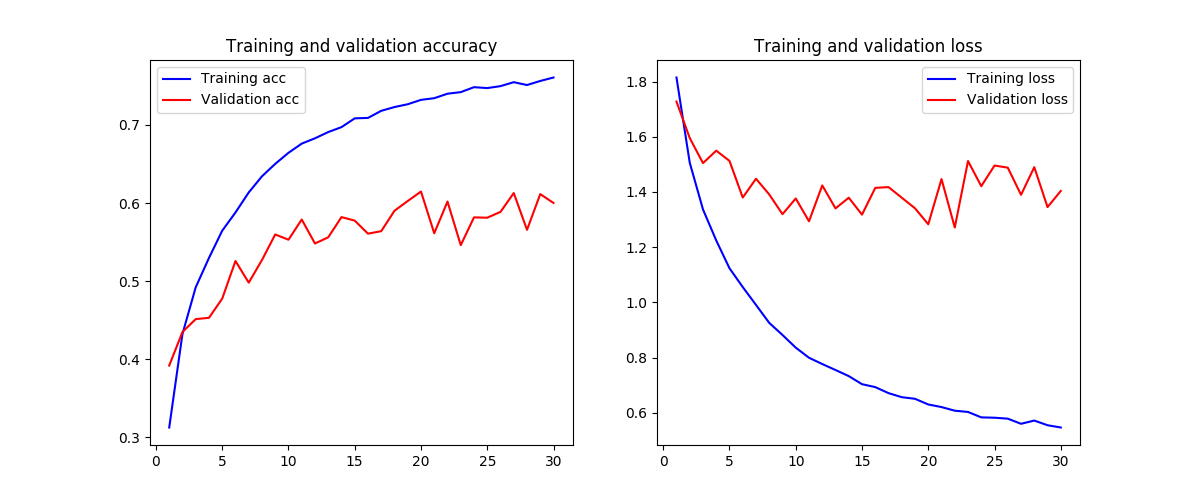 Training and validation accuracy
Training acc
Validation acc
0.7
0.6
0.5
0.4
0.3
0 5 10 15 20 25 30
Training and validation loss
Training loss
Validation loss
1.8
1.6
1.4
1.2
1.0
0.8
0.6
0 5 10 15 20 25 30